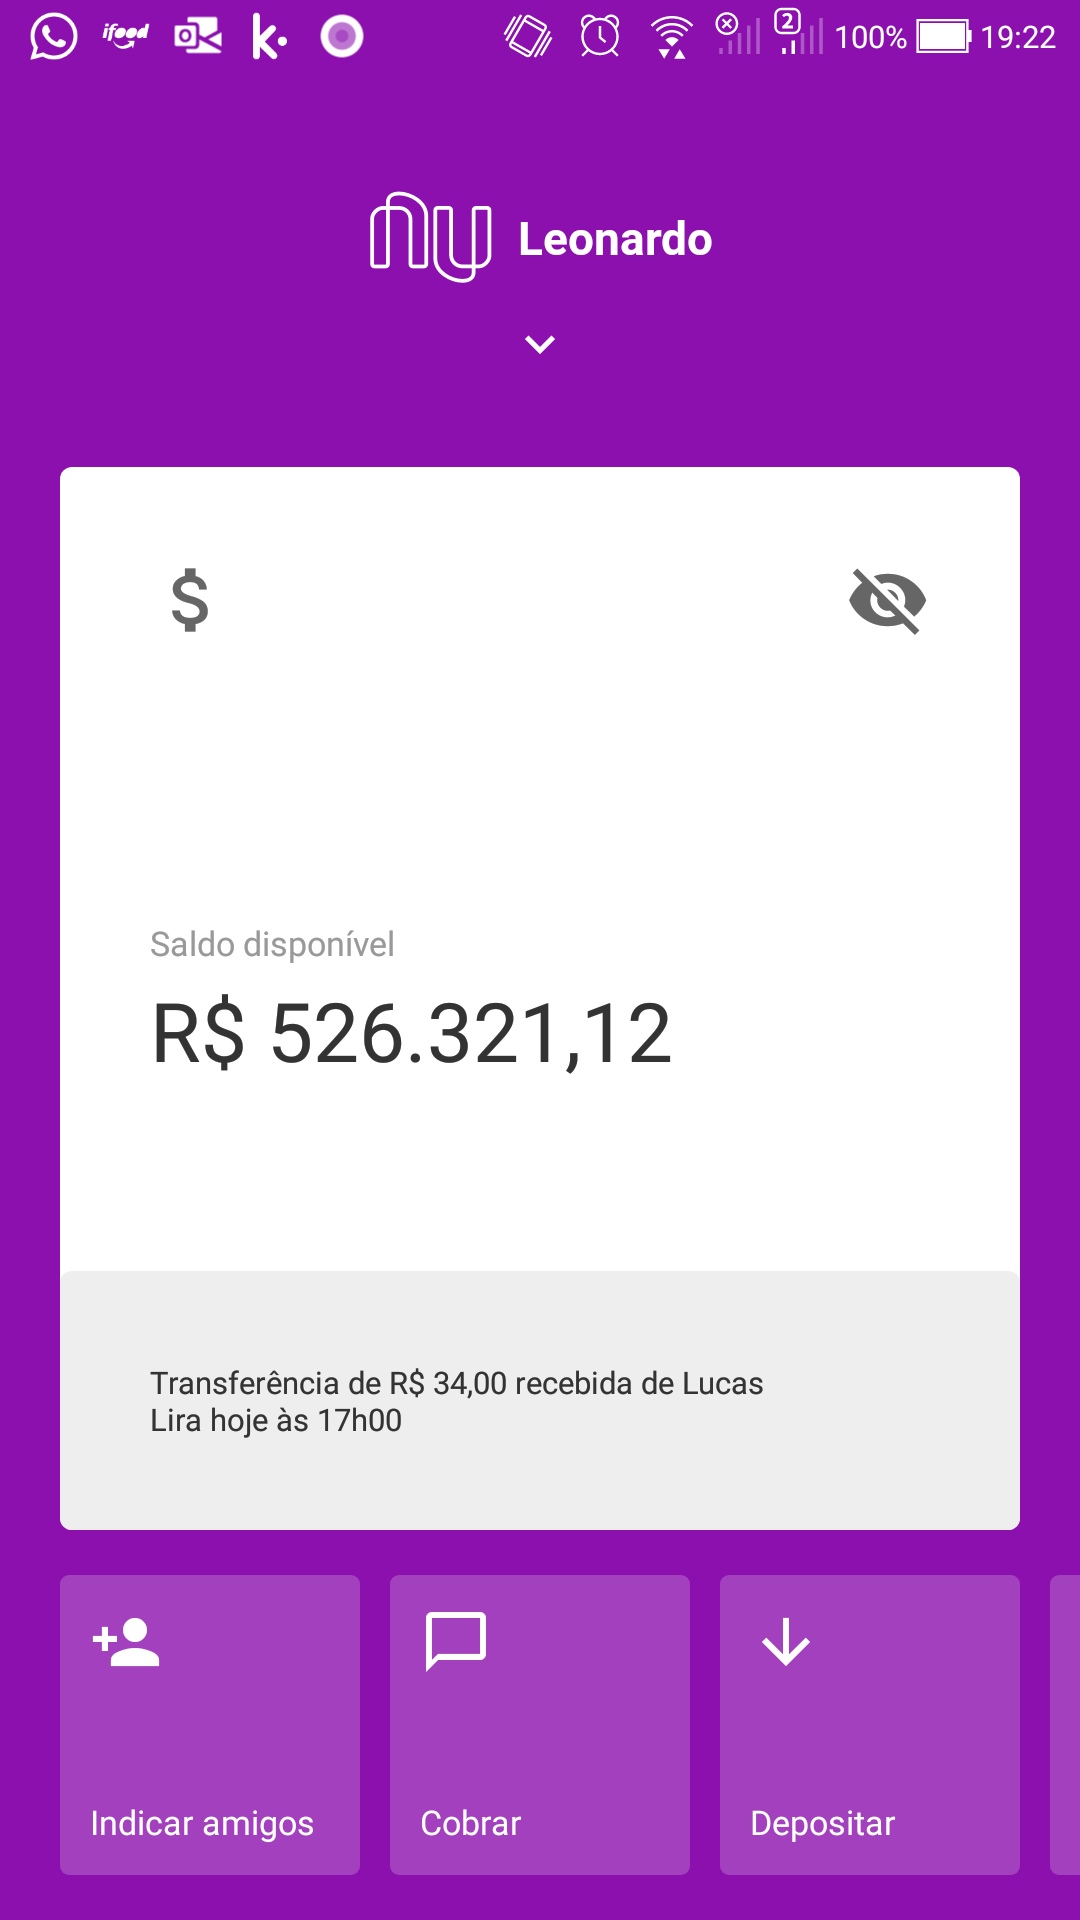 ifood
2 100% 19:22
nu Leonardo
$
Saldo disponível
R$ 526.321,12
Transferência de R$ 34,00 recebida de Lucas
Lira hoje às 17h00
Indicar amigos
Cobrar
Depositar